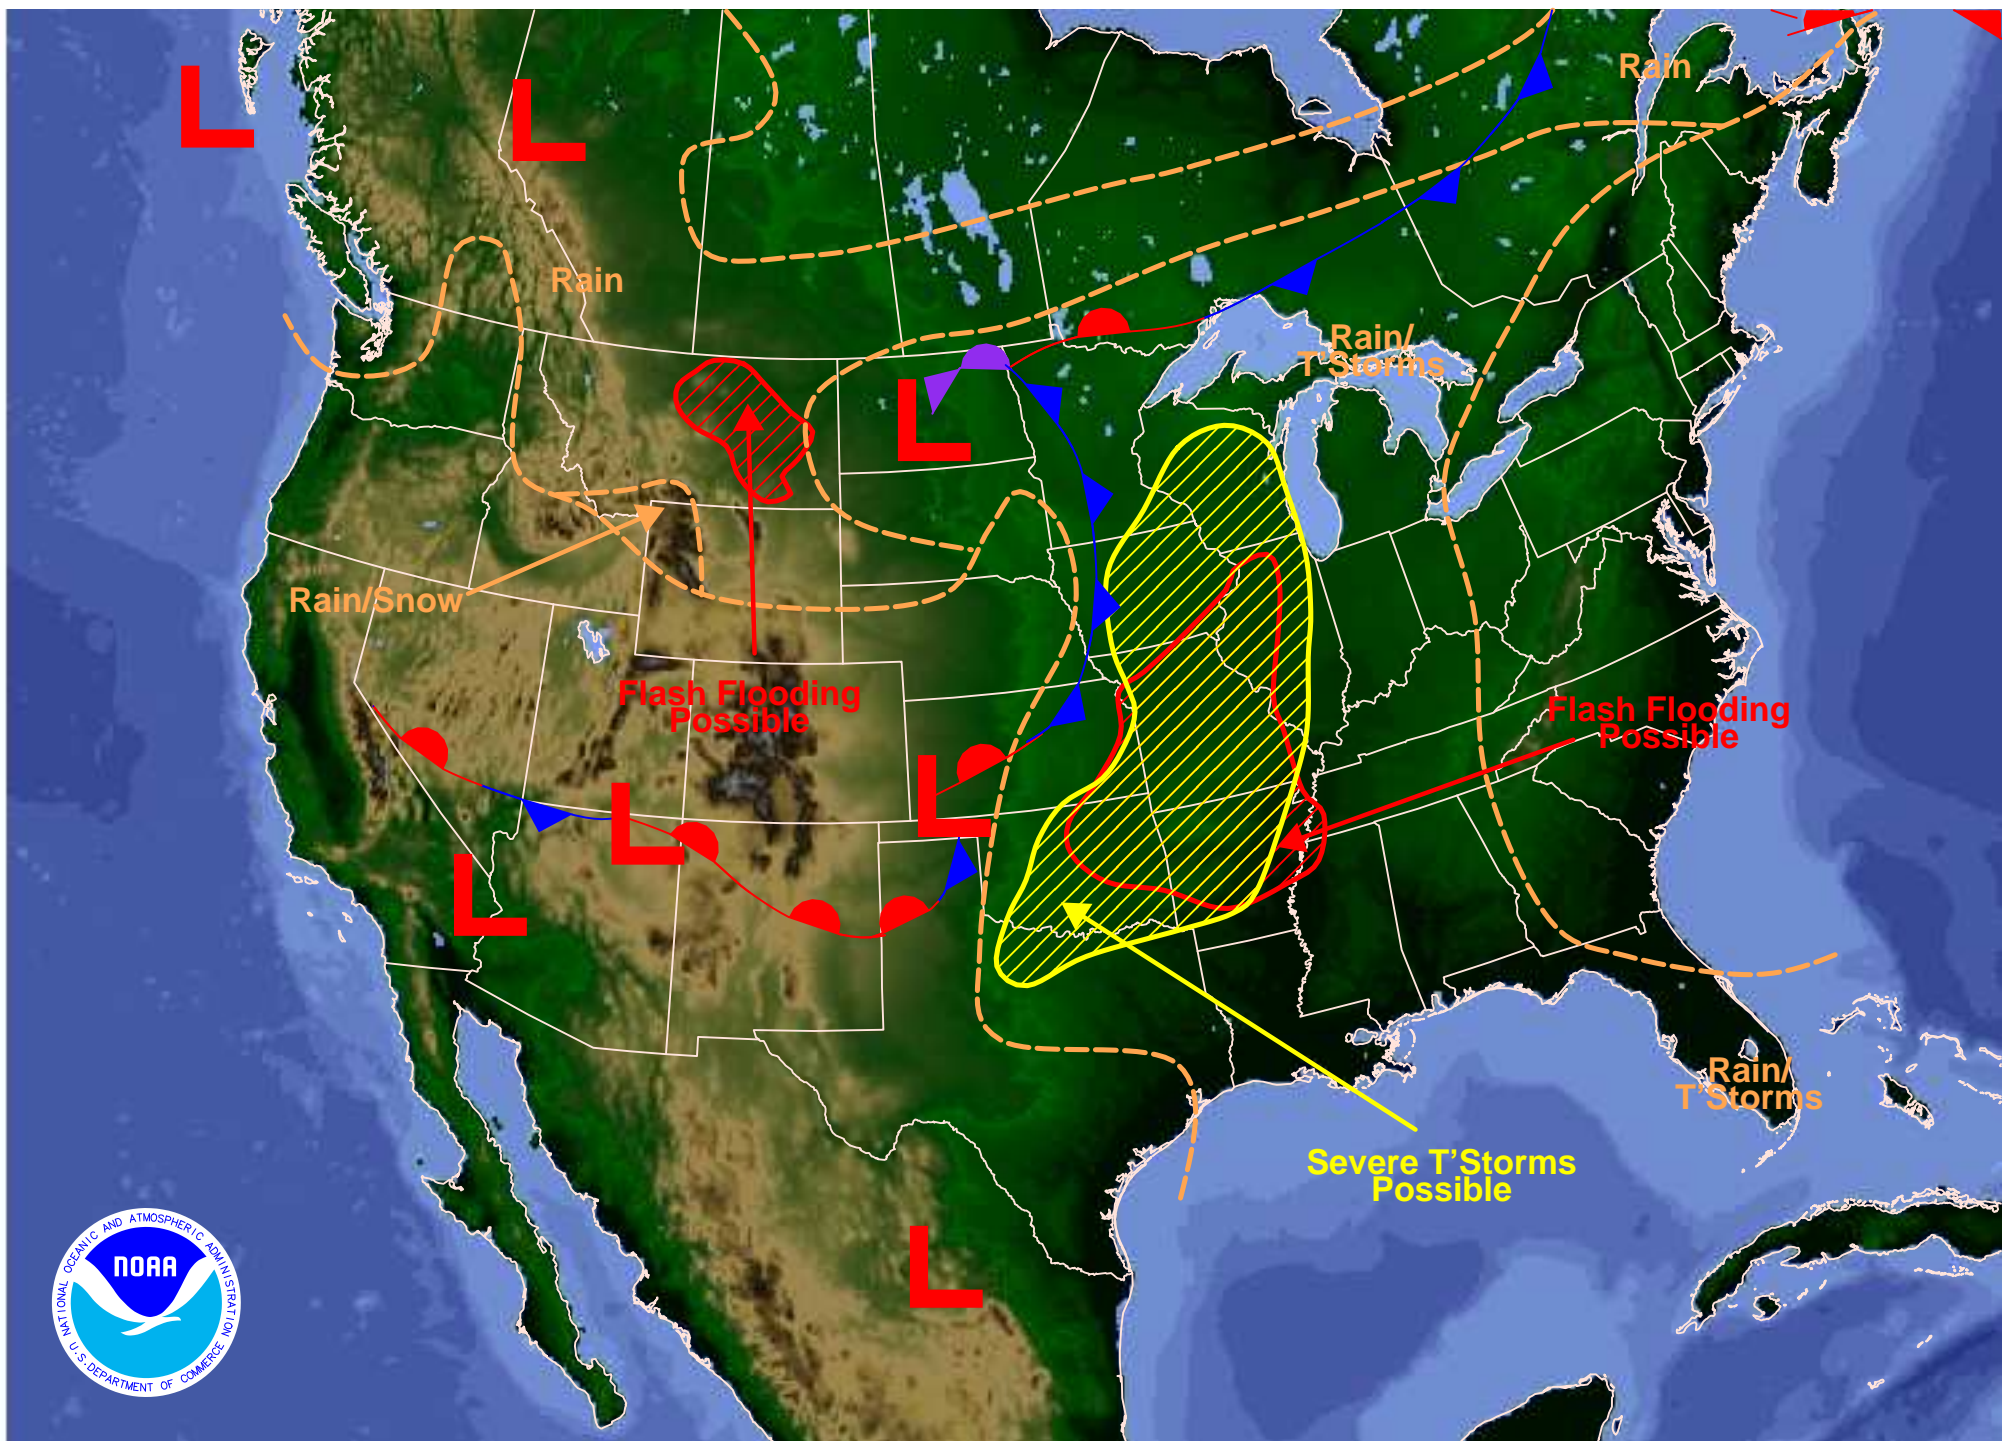 L
L
Rain
Rain
Rain/
T'Storms
L
Rain/Snow
Flash Flooding
Possible
Flash Flooding
Possible
L
L
L
Rain/
T'Storms
Severe T'Storms
Possible
L
NATIONAL OCEANIC AND ATMOSPHERIC ADMINISTRATION
NOAA
U.S. DEPARTMENT OF COMMERCE